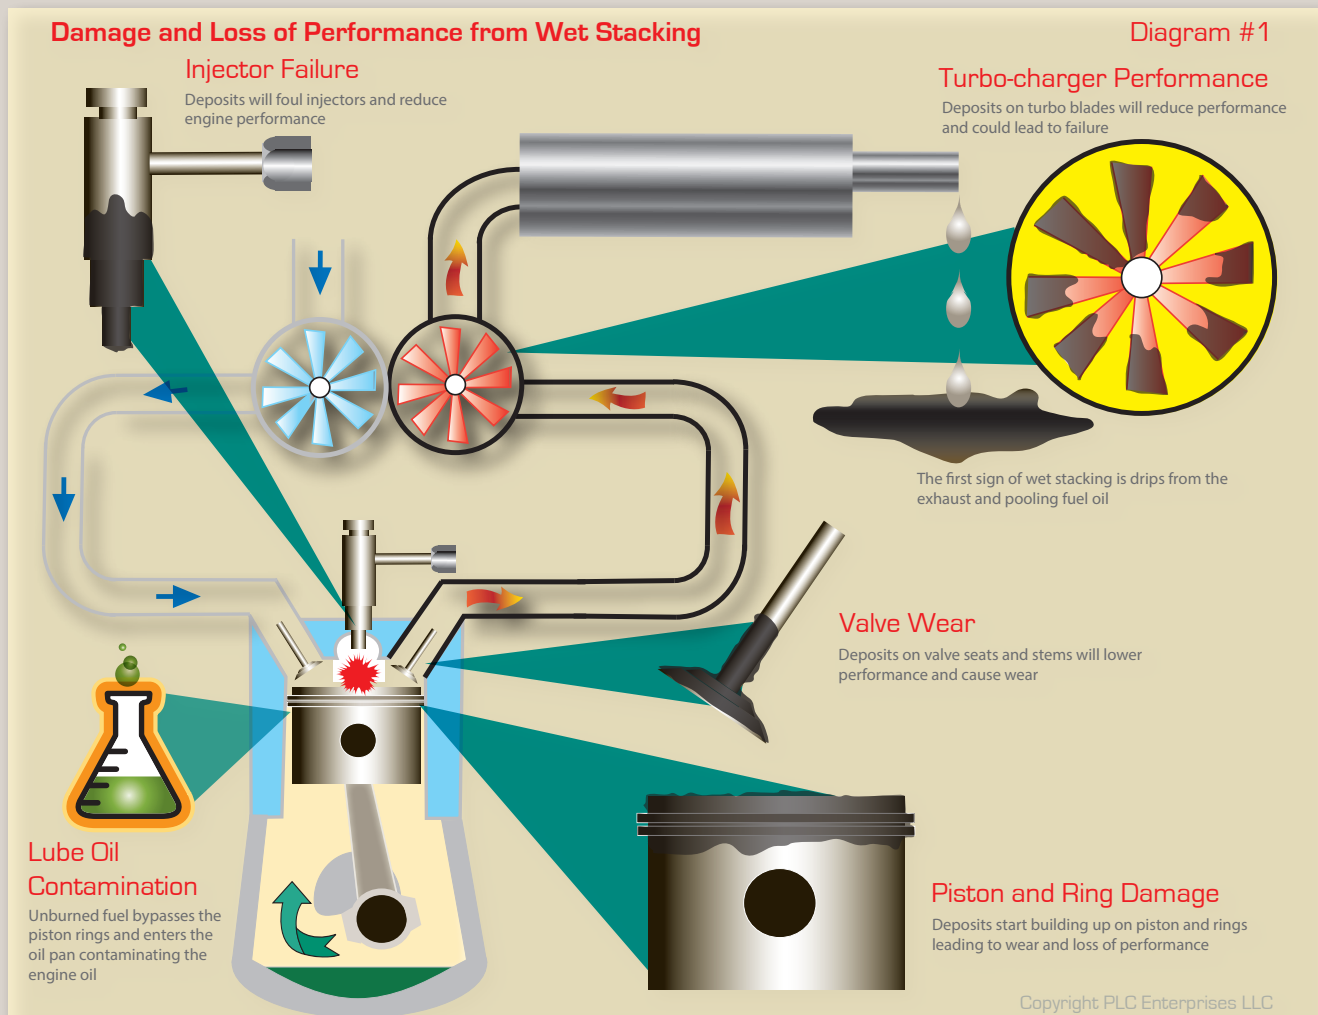 Damage and Loss of Performance from Wet Stacking
Diagram #1
Injector Failure
Deposits will foul injectors and reduce
engine performance
Turbo-charger Performance
Deposits on turbo blades will reduce performance
and could lead to failure
The first sign of wet stacking is drips from the
exhaust and pooling fuel oil
Valve Wear
Deposits on valve seats and stems will lower
performance and cause wear
Lube Oil
Contamination
Unburned fuel bypasses the
piston rings and enters the
oil pan contaminating the
engine oil
Piston and Ring Damage
Deposits start building up on piston and rings
leading to wear and loss of performance
Copyright PLC Enterprises LLC